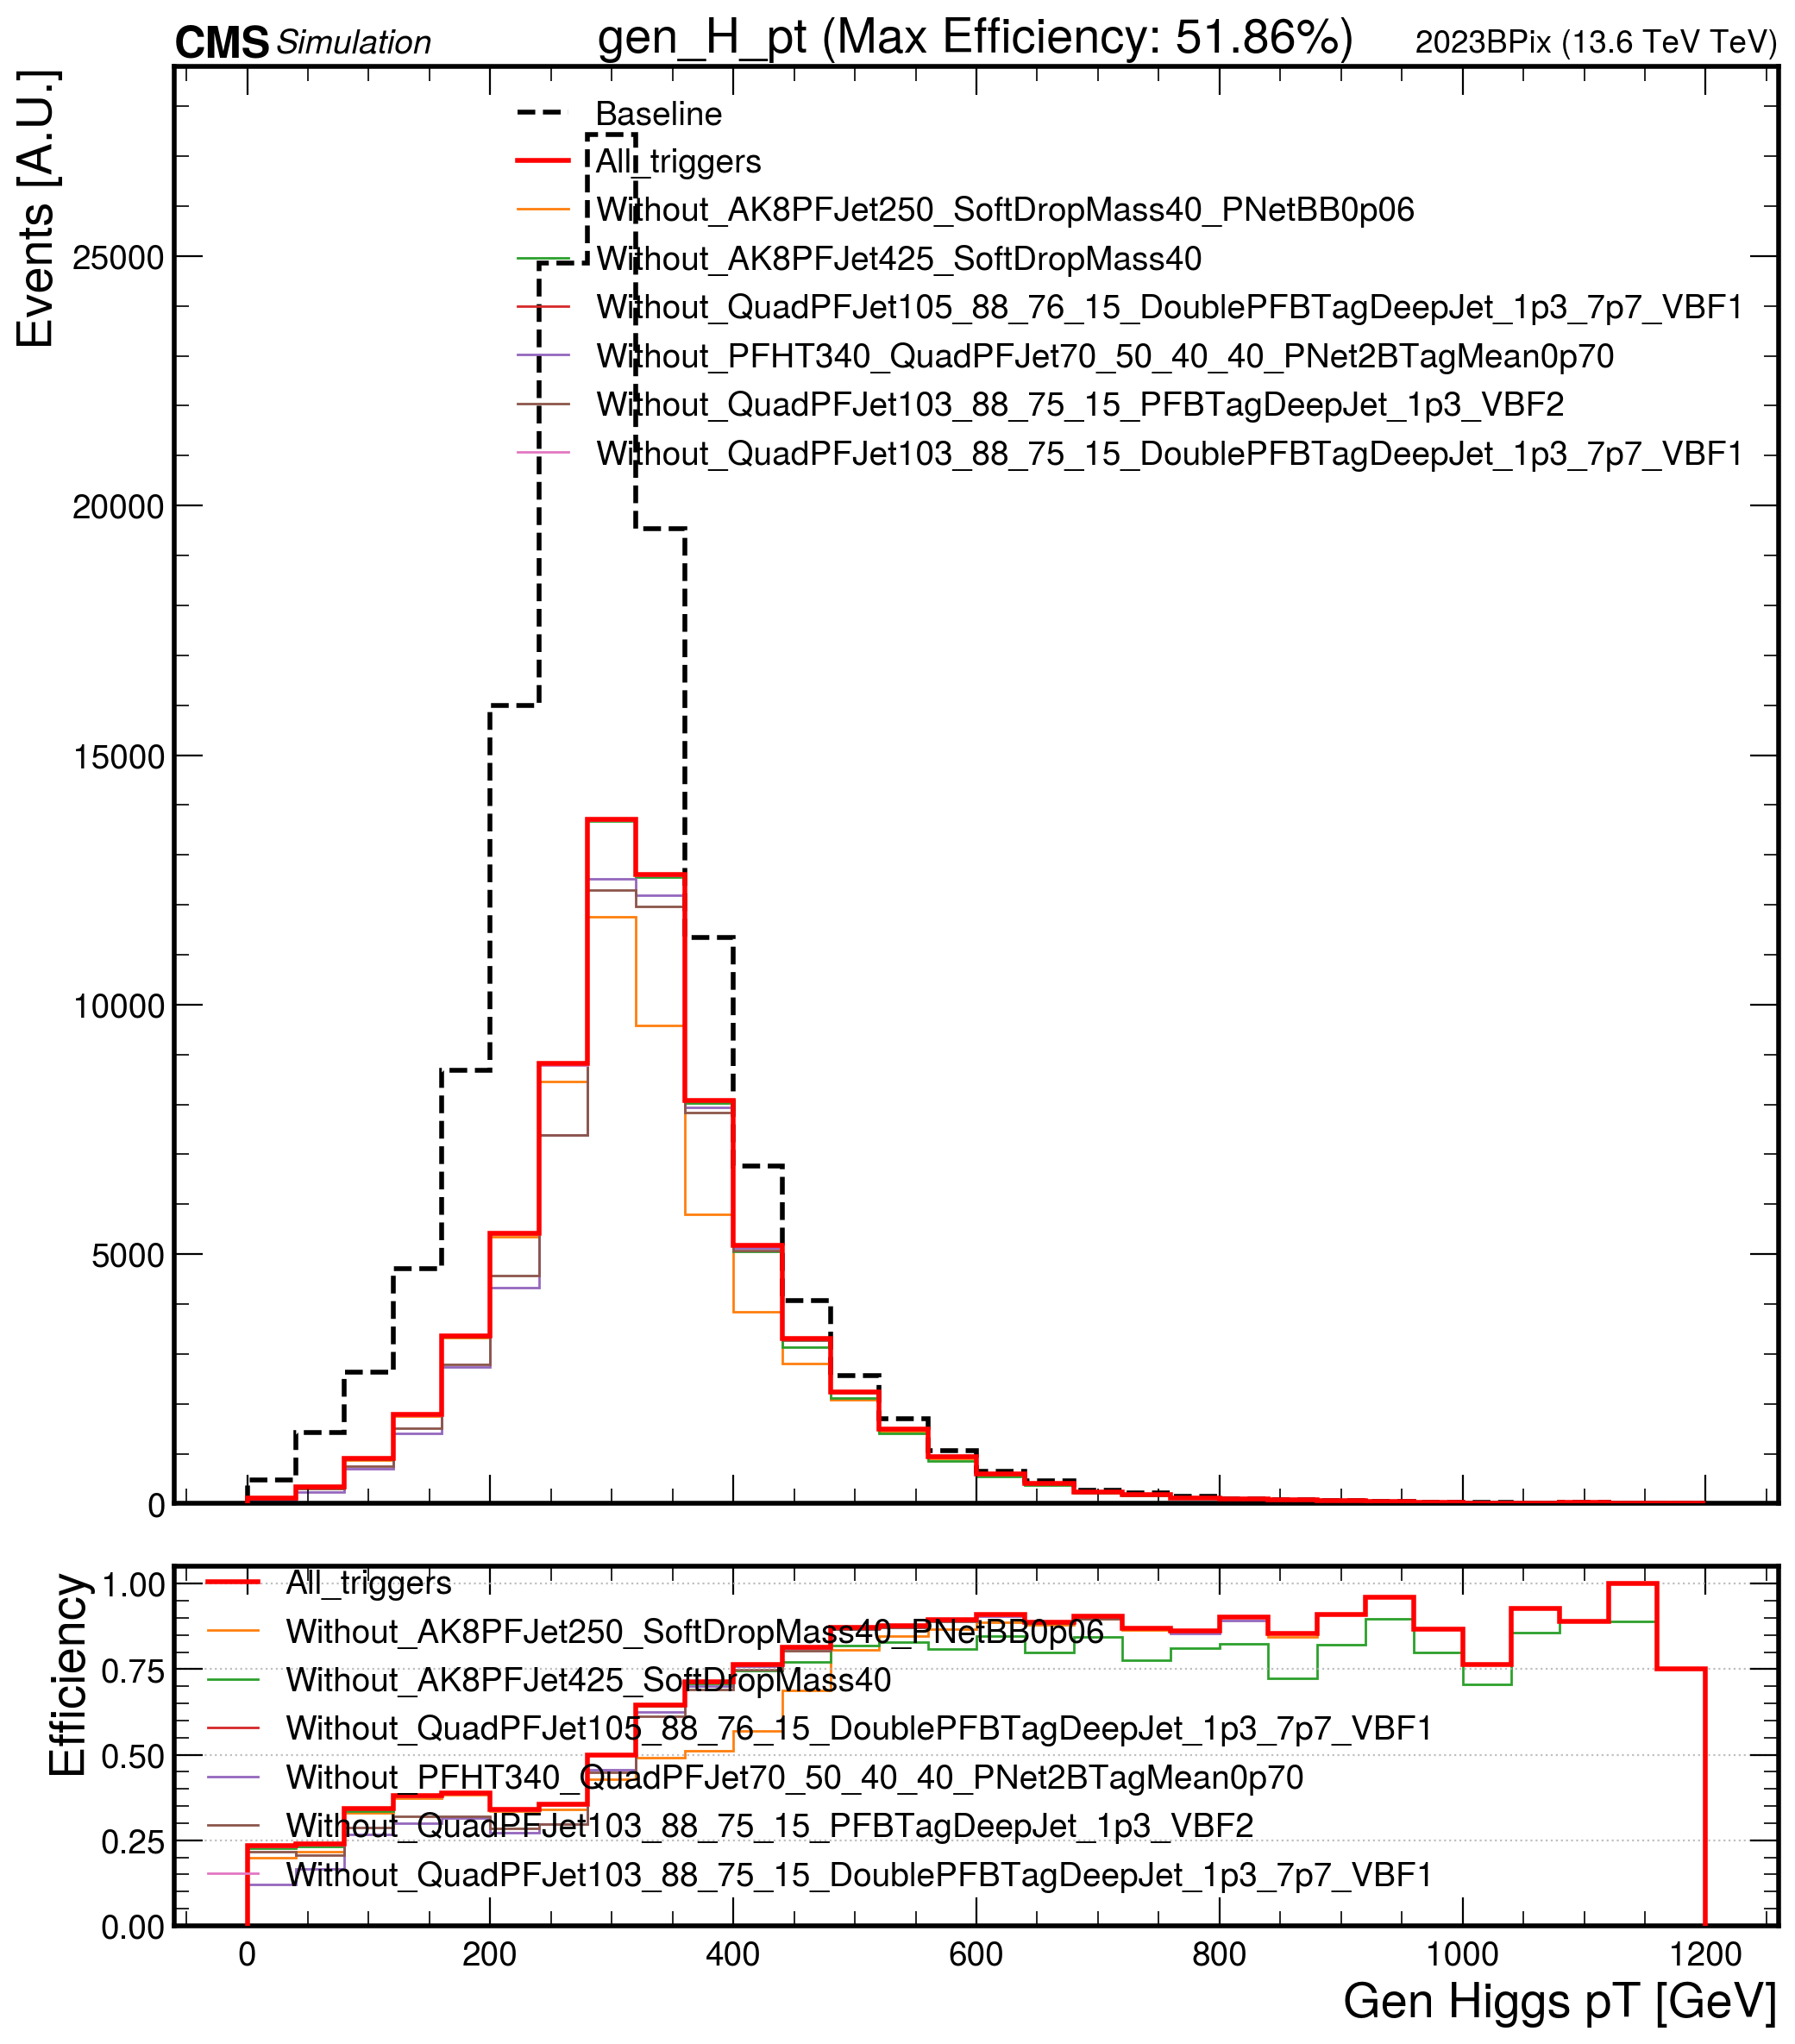 CMS Simulation gen_H_pt (Max Efficiency: 51.86%) 2023BPix (13.6 TeV TeV)
Events [A.U.]
Baseline
All_triggers
Without_AK8PFJet250_SoftDropMass40_PNetBB0p06
Without_AK8PFJet425_SoftDropMass40
Without_QuadPFJet105_88_76_15_DoublePFBTagDeepJet_1p3_7p7_VBF1
Without_PFHT340_QuadPFJet70_50_40_40_PNet2BTagMean0p70
Without_QuadPFJet103_88_75_15_PFBTagDeepJet_1p3_VBF2
Without_QuadPFJet103_88_75_15_DoublePFBTagDeepJet_1p3_7p7_VBF1
25000
20000
15000
10000
5000
0
Efficiency
1.00
0.75
0.50
0.25
0.00
All_triggers
Without_AK8PFJet250_SoftDropMass40_PNetBB0p06
Without_AK8PFJet425_SoftDropMass40
Without_QuadPFJet105_88_76_15_DoublePFBTagDeepJet_1p3_7p7_VBF1
Without_PFHT340_QuadPFJet70_50_40_40_PNet2BTagMean0p70
Without_QuadPFJet103_88_75_15_PFBTagDeepJet_1p3_VBF2
Without_QuadPFJet103_88_75_15_DoublePFBTagDeepJet_1p3_7p7_VBF1
0 200 400 600 800 1000 1200
Gen Higgs pT [GeV]